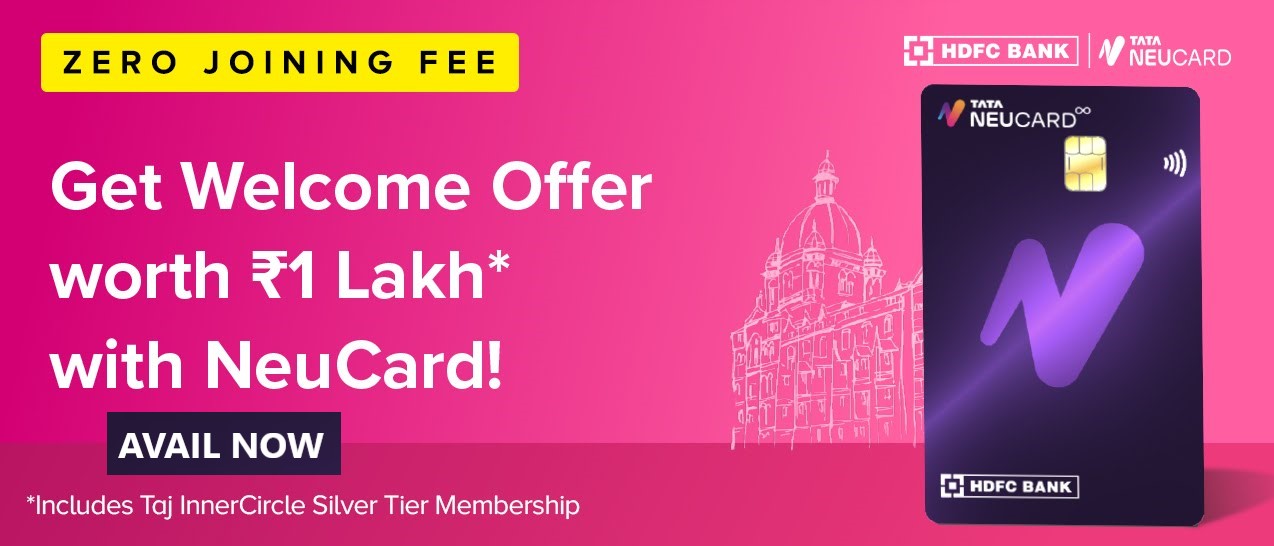 ZERO JOINING FEE
HDFC BANK
TATA
NEUCARD
TATA
NEUCARD∞
Get Welcome Offer
worth ₹1 Lakh*
with NeuCard!
AVAIL NOW
*Includes Taj InnerCircle Silver Tier Membership
HDFC BANK